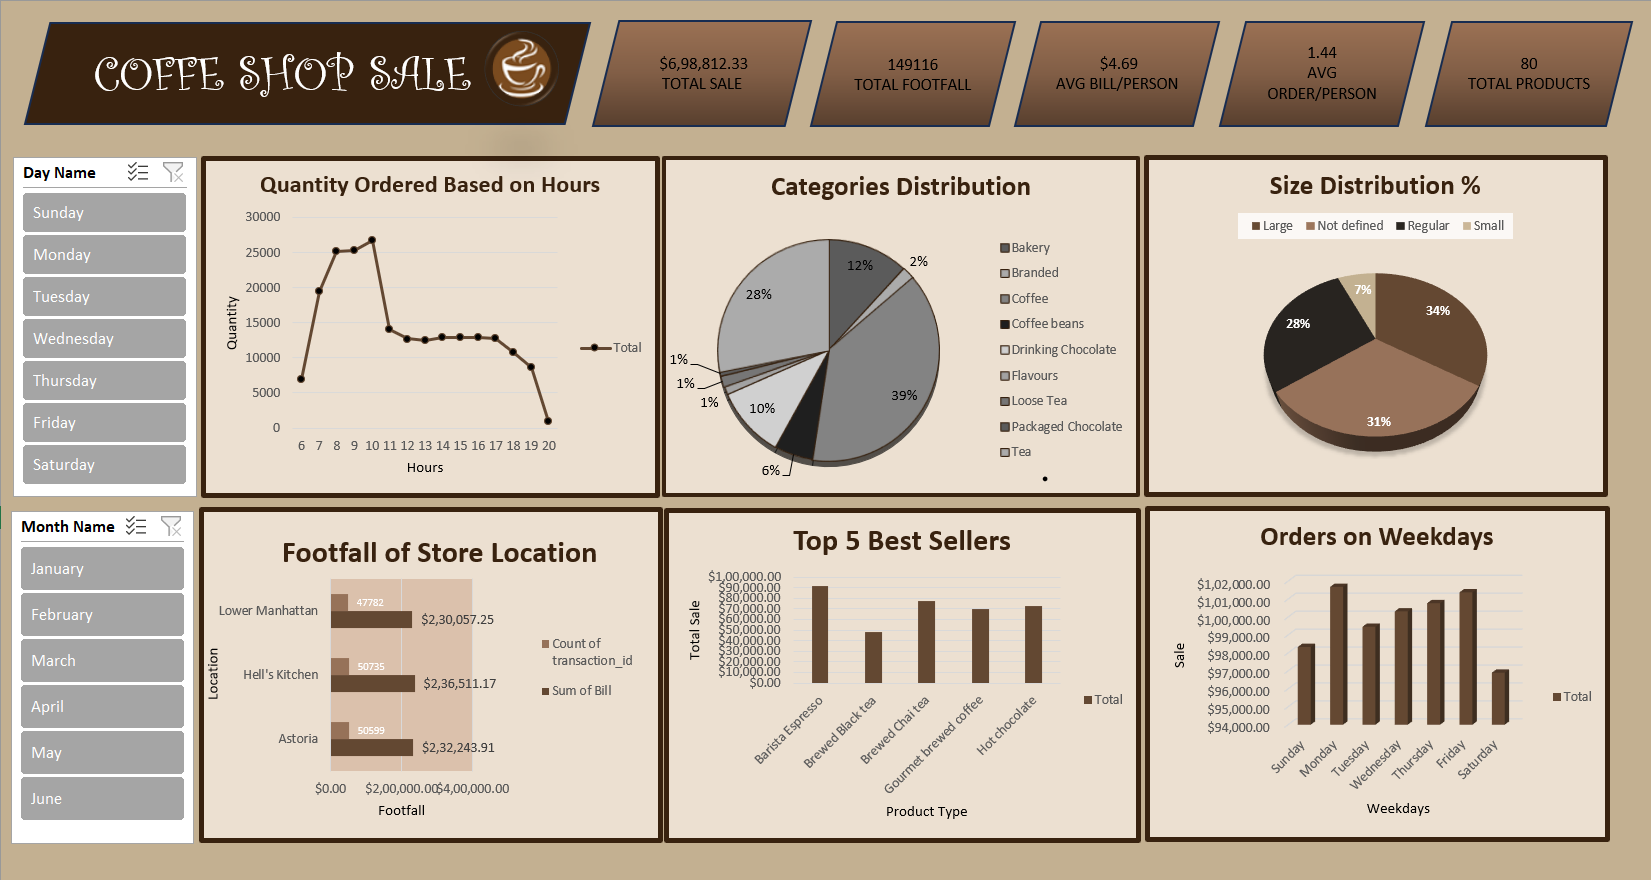 COFFE SHOP SALE
$6,98,812.33
TOTAL SALE
149116
TOTAL FOOTFALL
$4.69
AVG BILL/PERSON
1.44
AVG
ORDER/PERSON
80
TOTAL PRODUCTS
Day Name
Sunday
Monday
Tuesday
Wednesday
Thursday
Friday
Saturday
Quantity Ordered Based on Hours
30000
25000
20000
15000
10000
5000
0
Quantity
6 7 8 9 10 11 12 13 14 15 16 17 18 19 20
Hours
Total
Categories Distribution
12%
2%
39%
6%
10%
1%
1%
1%
28%
Bakery
Branded
Coffee
Coffee beans
Drinking Chocolate
Flavours
Loose Tea
Packaged Chocolate
Tea
Size Distribution %
Large Not defined Regular Small
34%
31%
28%
7%
Month Name
January
February
March
April
May
June
Footfall of Store Location
Location
Lower Manhattan
47782
$2,30,057.25
Hell's Kitchen
50735
$2,36,511.17
Astoria
50599
$2,32,243.91
$0.00 $2,00,000.00 $4,00,000.00
Footfall
Count of
transaction_id
Sum of Bill
Top 5 Best Sellers
Total Sale
$1,00,000.00
$90,000.00
$80,000.00
$70,000.00
$60,000.00
$50,000.00
$40,000.00
$30,000.00
$20,000.00
$10,000.00
$0.00
Barista Espresso
Brewed Black tea
Brewed Chai tea
Gourmet brewed coffee
Hot chocolate
Product Type
Total
Orders on Weekdays
Sale
$1,02,000.00
$1,01,000.00
$1,00,000.00
$99,000.00
$98,000.00
$97,000.00
$96,000.00
$95,000.00
$94,000.00
Sunday
Monday
Tuesday
Wednesday
Thursday
Friday
Saturday
Weekdays
Total